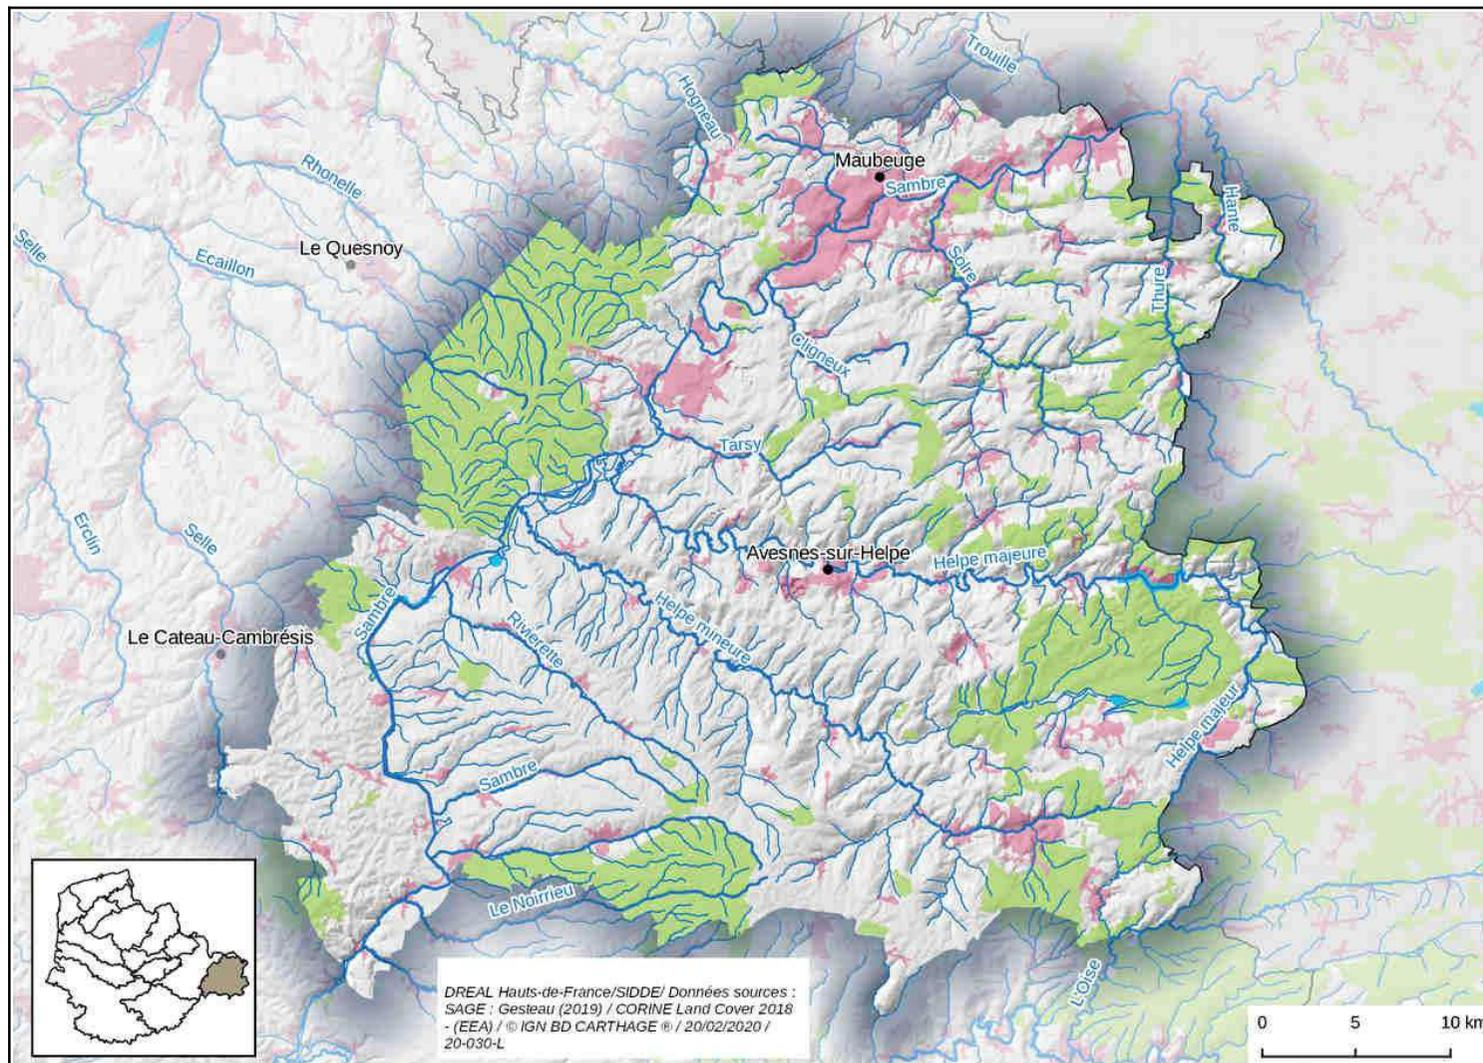 Trouille
Hogneau
Maubeuge
Rhonelle
Sambre
Hante
Seille
Le Quesnoy
Ecaillon
Solre
Thure
Cligneux
Tarsy
Erclin
Selle
Avesnes-sur-Helpe
Helpe majeure
Sambre
Helpe mineure
Rivierette
Le Cateau-Cambrésis
Helpe majeur
Sambre
Le Noirrieu
L'Oise
DREAL Hauts-de-France/SIDDE/ Données sources :
SAGE : Gesteau (2019) / CORINE Land Cover 2018
- (EEA) / © IGN BD CARTHAGE ® / 20/02/2020 /
20-030-L
0 5 10 km